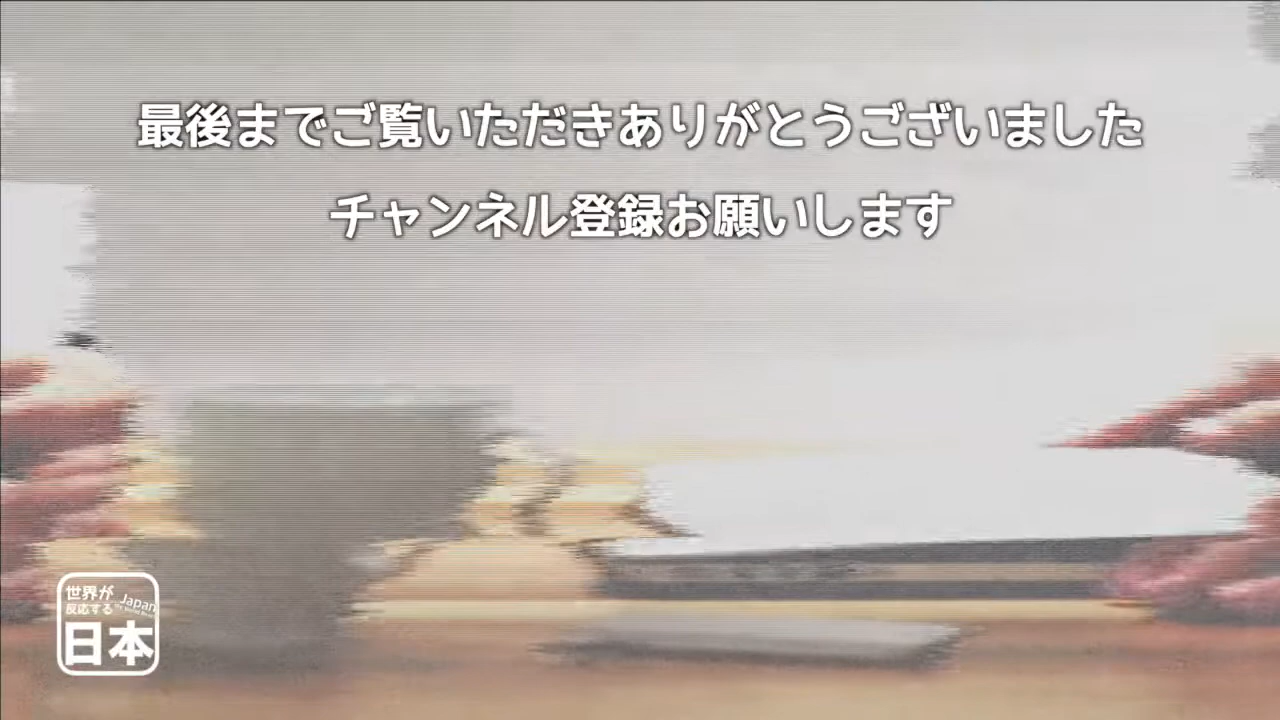 最後までご覧いただきありがとうございました
チャンネル登録お願いします
世界が
反応する
Japan
日本